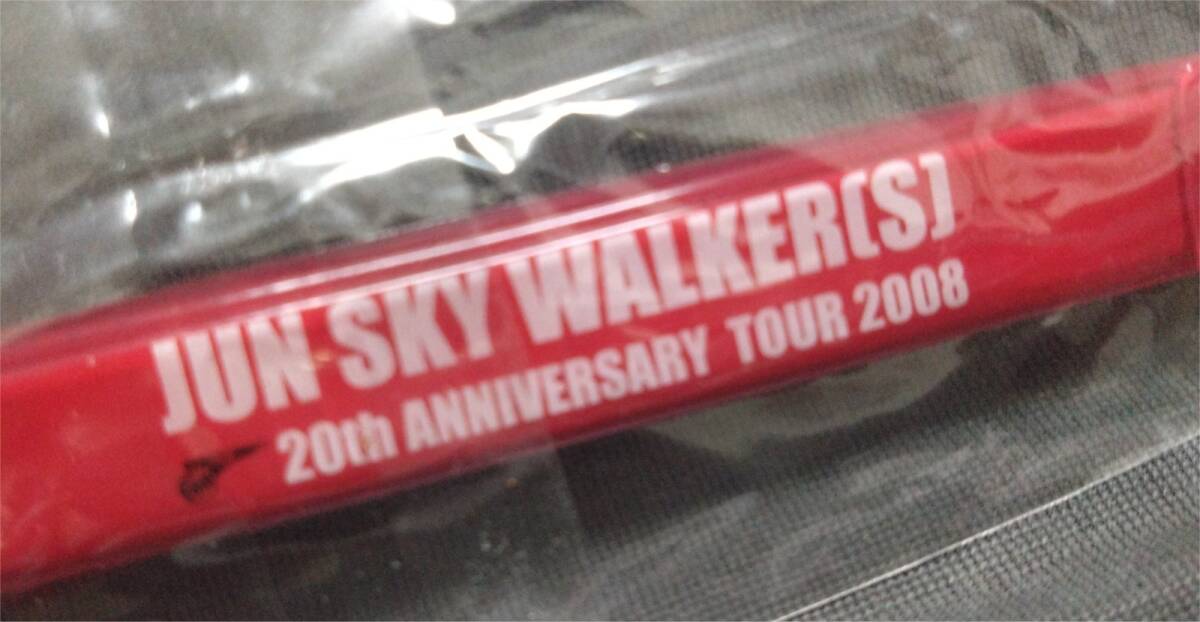 JUN SKY WALKER(S)
20th ANNIVERSARY TOUR 2008